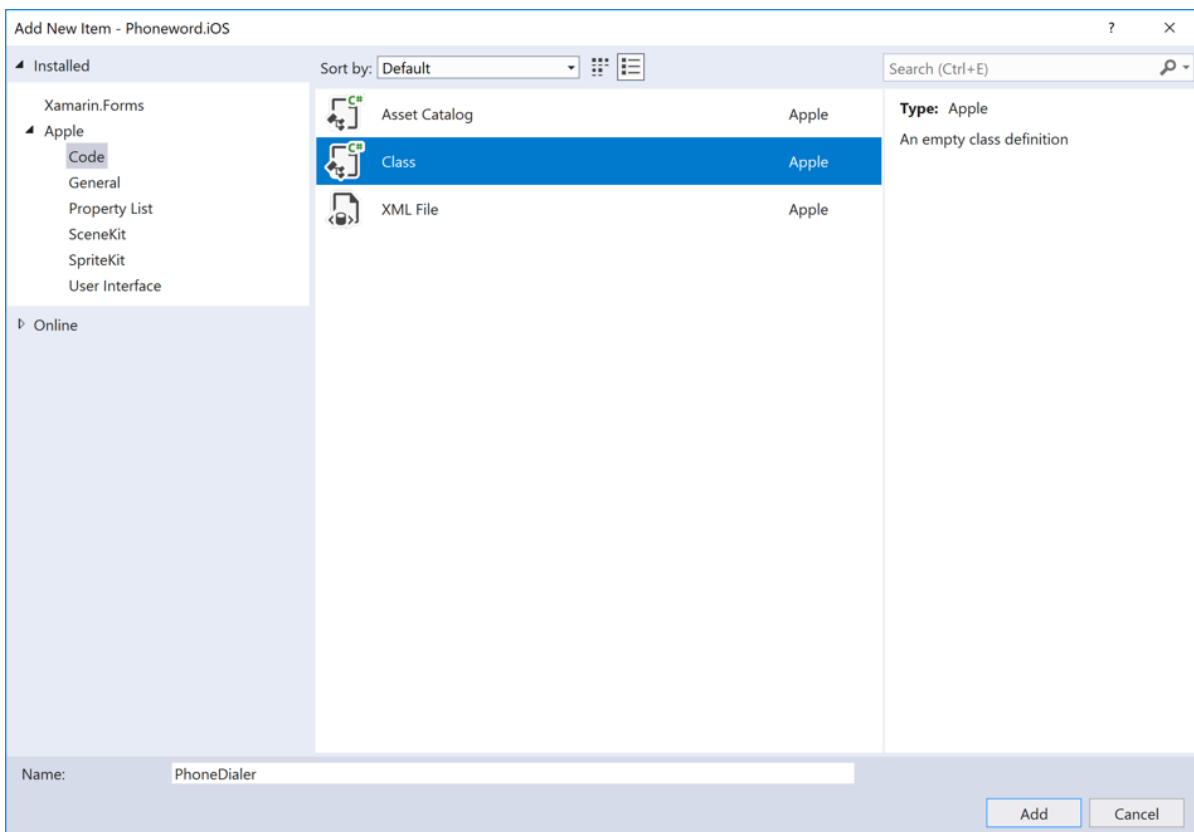 Add New Item - Phoneword.iOS
?
Installed
Xamarin.Forms
Apple
Code
General
Property List
SceneKit
SpriteKit
User Interface
Online
Sort by: Default
C# Asset Catalog Apple
C# Class Apple
XML File Apple
Search (Ctrl+E)
Type: Apple
An empty class definition
Name: PhoneDialer
Add Cancel